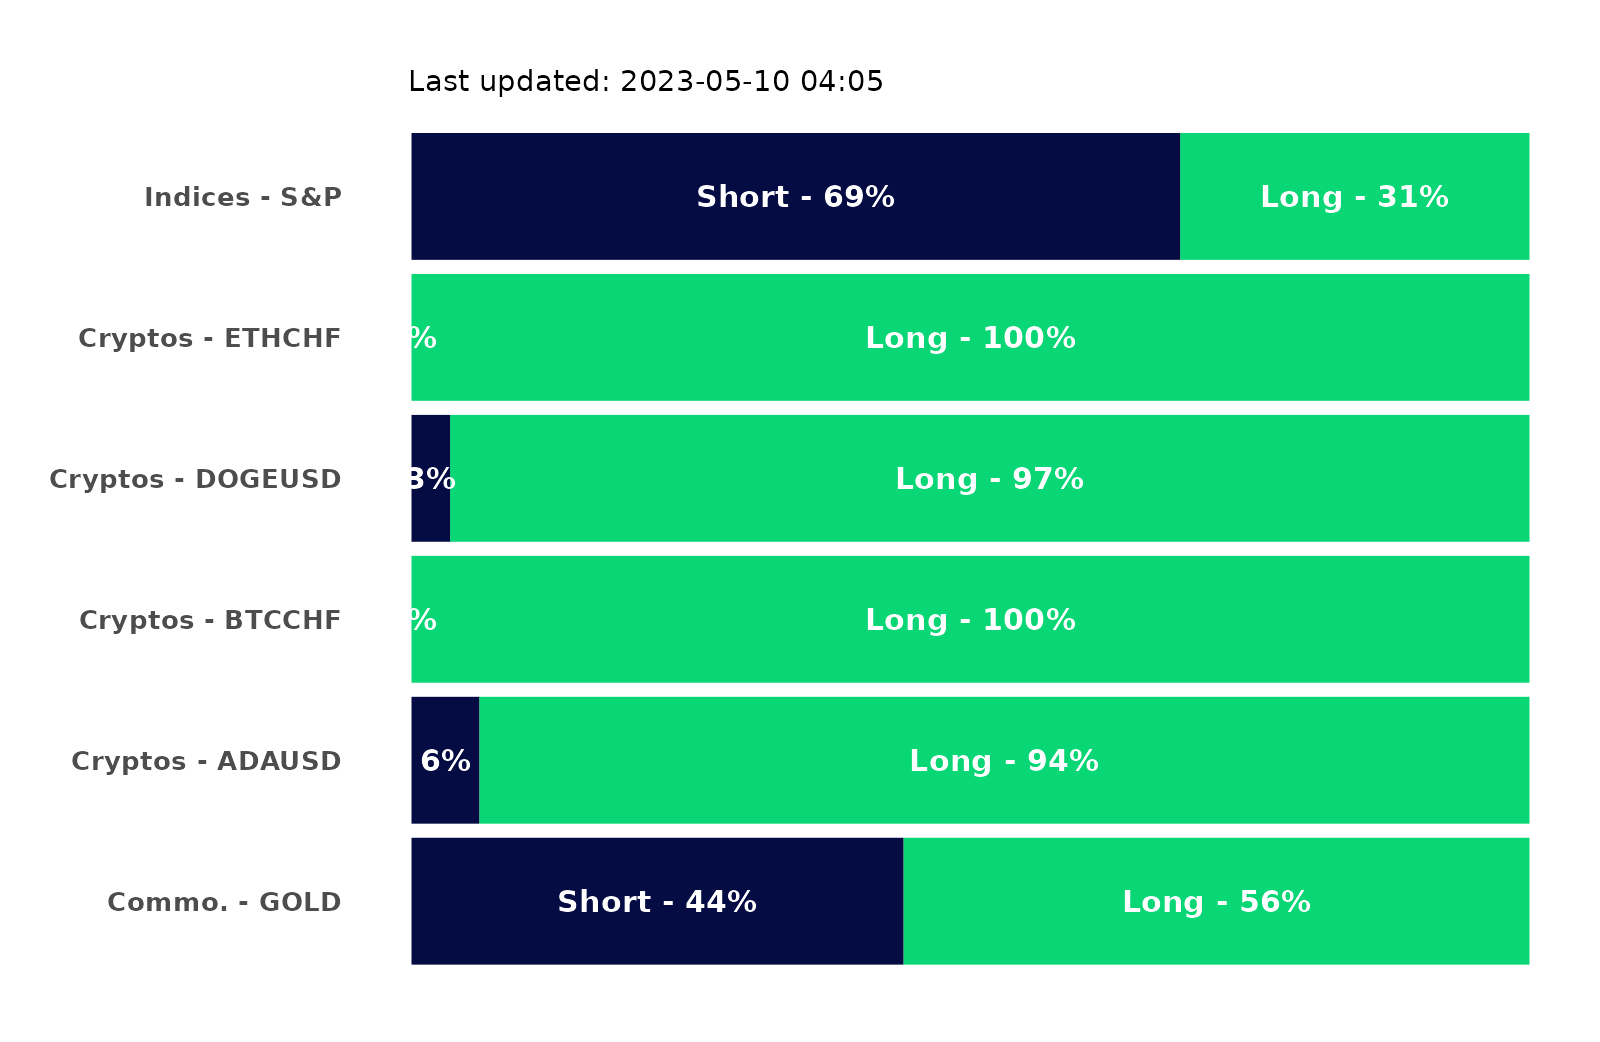 Last updated: 2023-05-10 04:05
Indices - S&P Short - 69% Long - 31%
Cryptos - ETHCHF % Long - 100%
Cryptos - DOGEUSD 3% Long - 97%
Cryptos - BTCCHF % Long - 100%
Cryptos - ADAUSD 6% Long - 94%
Commo. - GOLD Short - 44% Long - 56%